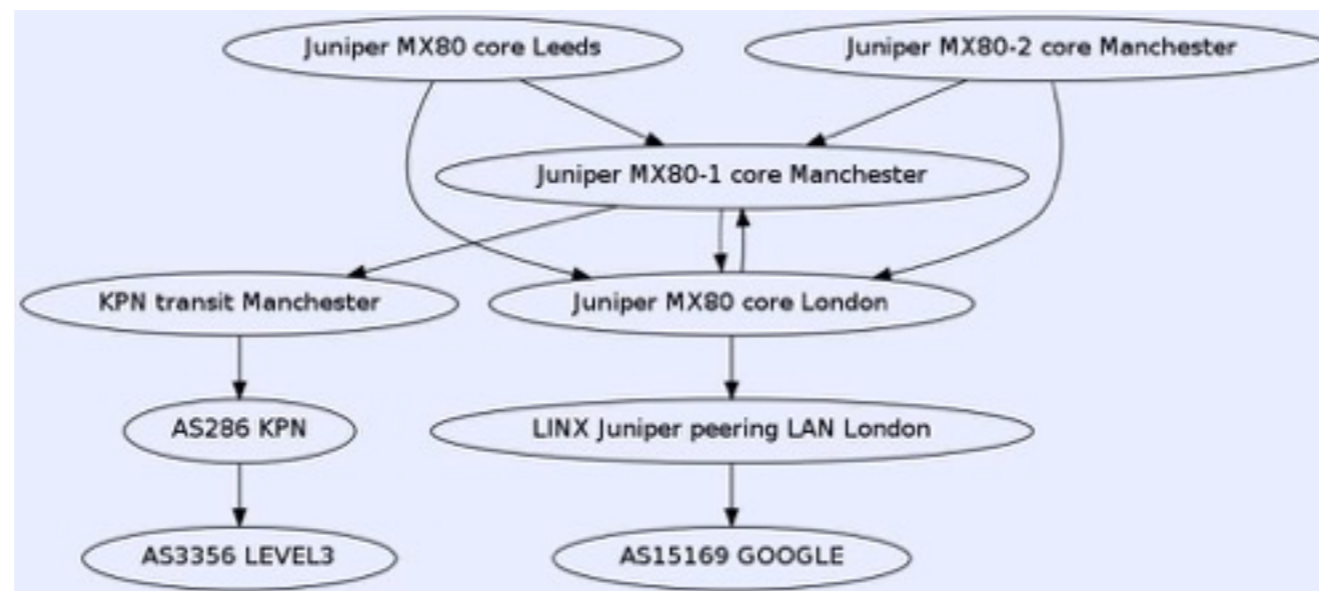 Juniper MX80 core Leeds
Juniper MX80-2 core Manchester
Juniper MX80-1 core Manchester
KPN transit Manchester
Juniper MX80 core London
AS286 KPN
LINX Juniper peering LAN London
AS3356 LEVEL3
AS15169 GOOGLE